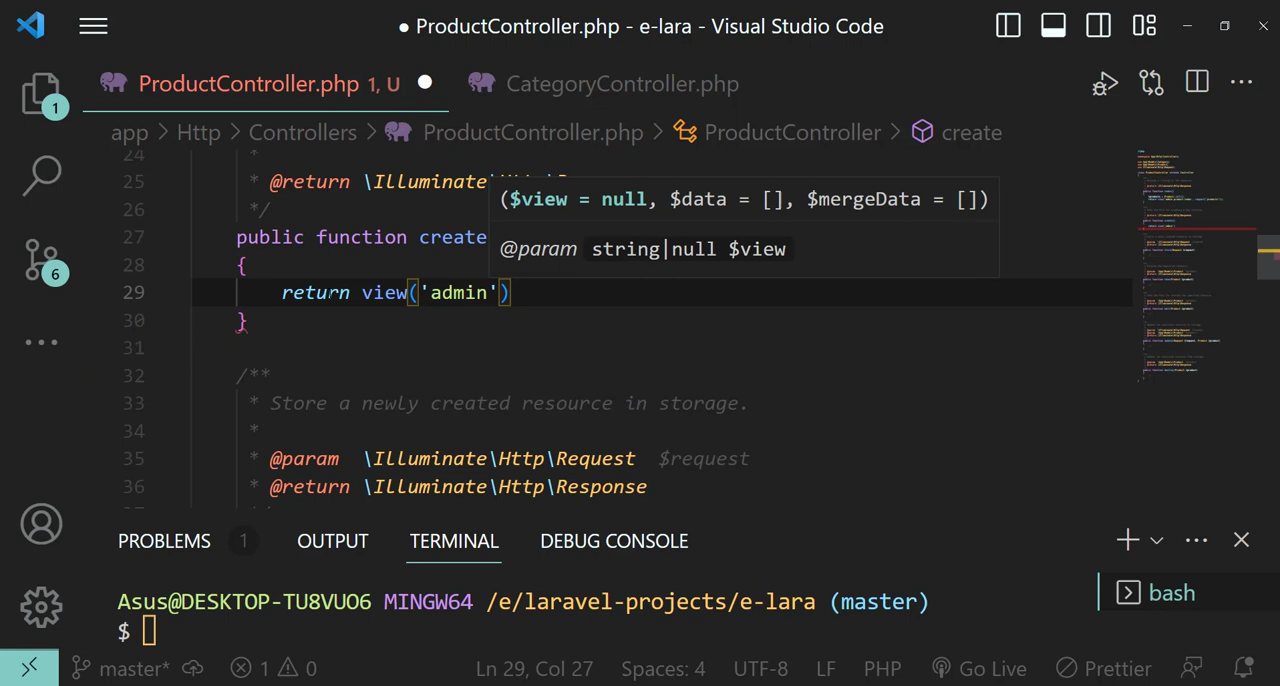 ● ProductController.php - e-lara - Visual Studio Code
ProductController.php 1, U ●
CategoryController.php
1
app > Http > Controllers > ProductController.php > ProductController > create
24 *
25 * @return \Illuminate\
26 */
27 public function create
28 {
29 return view('admin')
30 }
31
32 /**
33 * Store a newly created resource in storage.
34 *
35 * @param \Illuminate\Http\Request $request
36 * @return \Illuminate\Http\Response
($view = null, $data = [], $mergeData = [])
@param string|null $view
6
PROBLEMS 1 OUTPUT TERMINAL DEBUG CONSOLE
Asus@DESKTOP-TU8VUO6 MINGW64 /e/laravel-projects/e-lara (master)
$
bash
master* 1 0 Ln 29, Col 27 Spaces: 4 UTF-8 LF PHP Go Live Prettier